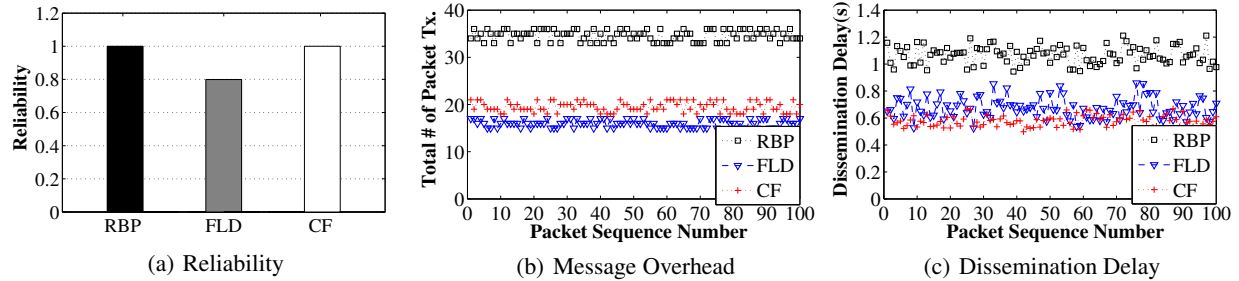 Reliability
1.2
1
0.8
0.6
0.4
0.2
0
RBP
FLD
CF
(a) Reliability
Total # of Packet Tx.
40
30
20
10
0
0 10 20 30 40 50 60 70 80 90 100
Packet Sequence Number
RBP
FLD
CF
(b) Message Overhead
Dissemination Delay(s)
1.4
1.2
1
0.8
0.6
0.4
0.2
0
0 10 20 30 40 50 60 70 80 90 100
Packet Sequence Number
RBP
FLD
CF
(c) Dissemination Delay